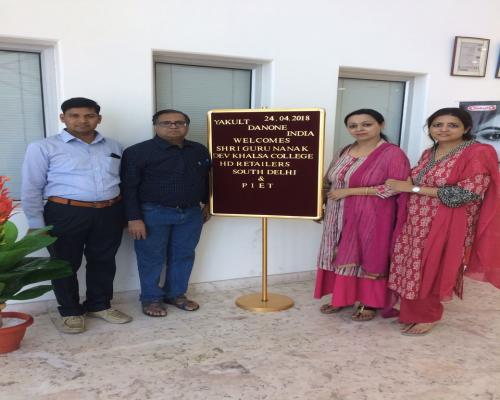 YAKULT 24.04.2018
DANONE
INDIA
WELCOMES
SHRI GURU NANAK
DEV KHALSA COLLEGE
HD RETAILERS
SOUTH DELHI
&
PIET